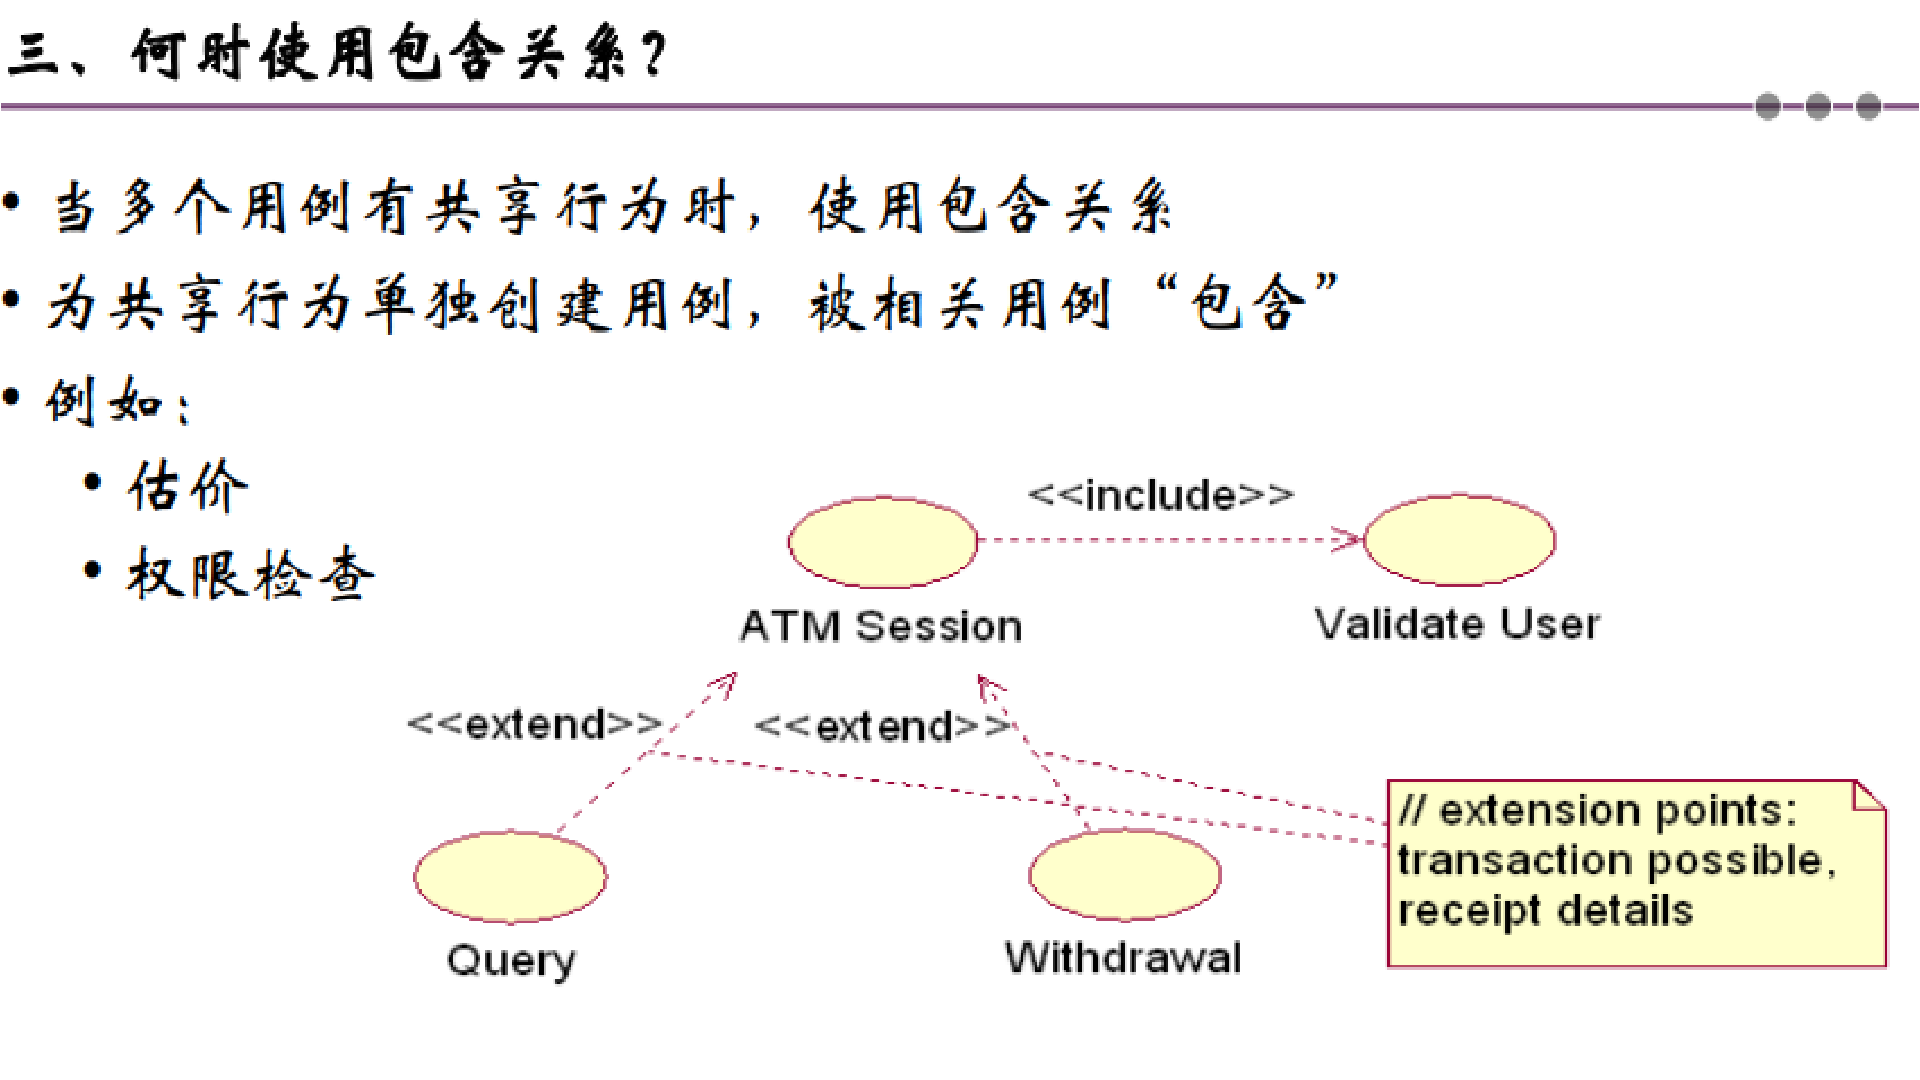 三、何时使用包含关系？
• 当多个用例有共享行为时，使用包含关系
• 为共享行为单独创建用例，被相关用例“包含”
• 例如：
• 估价
• 权限检查
<<include>>
ATM Session
Validate User
<<extend>>
<<extend>>
// extension points:
transaction possible,
receipt details
Query
Withdrawal